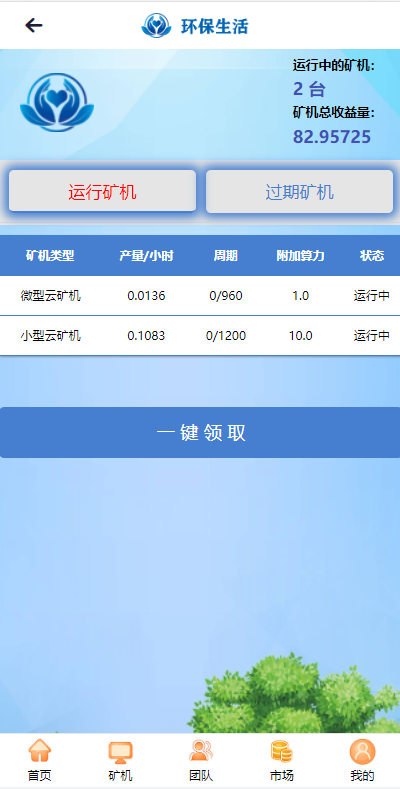 环保生活
运行中的矿机:
2 台
矿机总收益量:
82.95725
运行矿机 过期矿机
矿机类型 产量/小时 周期 附加算力 状态
微型云矿机 0.0136 0/960 1.0 运行中
小型云矿机 0.1083 0/1200 10.0 运行中
一键领取
首页 矿机 团队 市场 我的